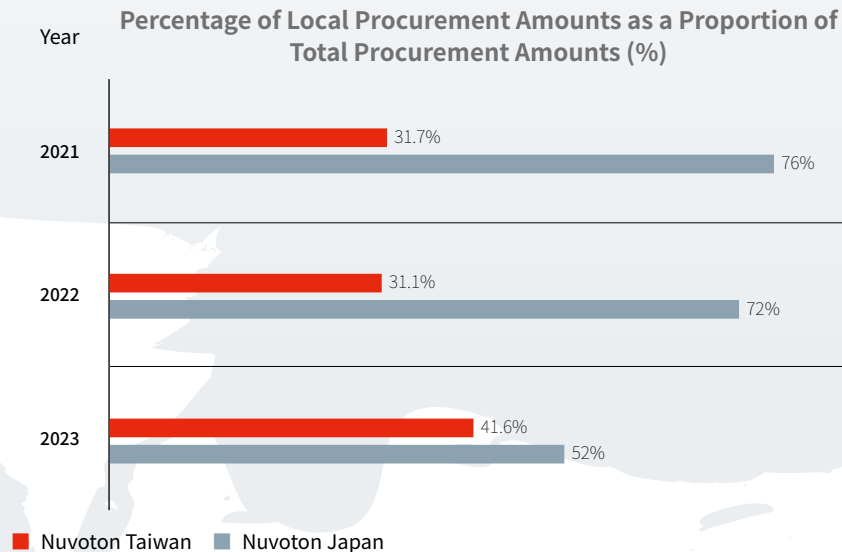 Year
Percentage of Local Procurement Amounts as a Proportion of
Total Procurement Amounts (%)
2021
31.7%
76%
2022
31.1%
72%
2023
41.6%
52%
Nuvoton Taiwan
Nuvoton Japan